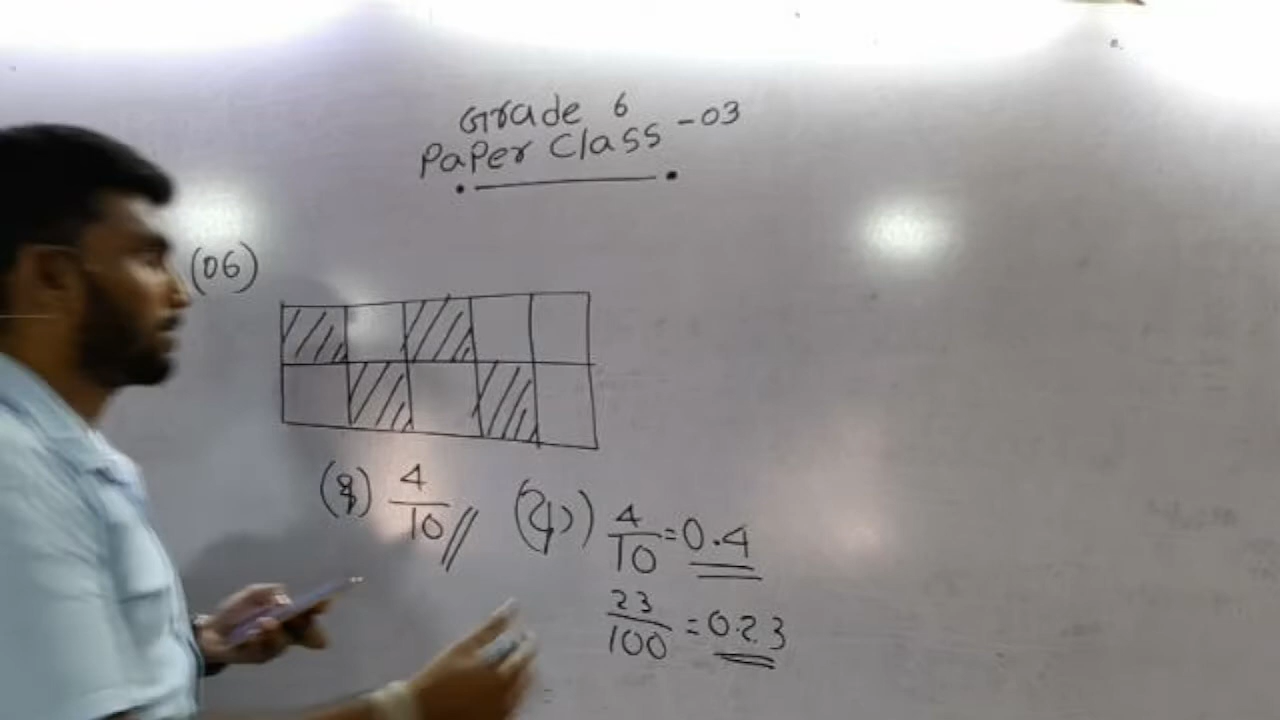 Grade 6
Paper Class -03
(06)
4/10
4/10 = 0.4
23/100 = 0.23